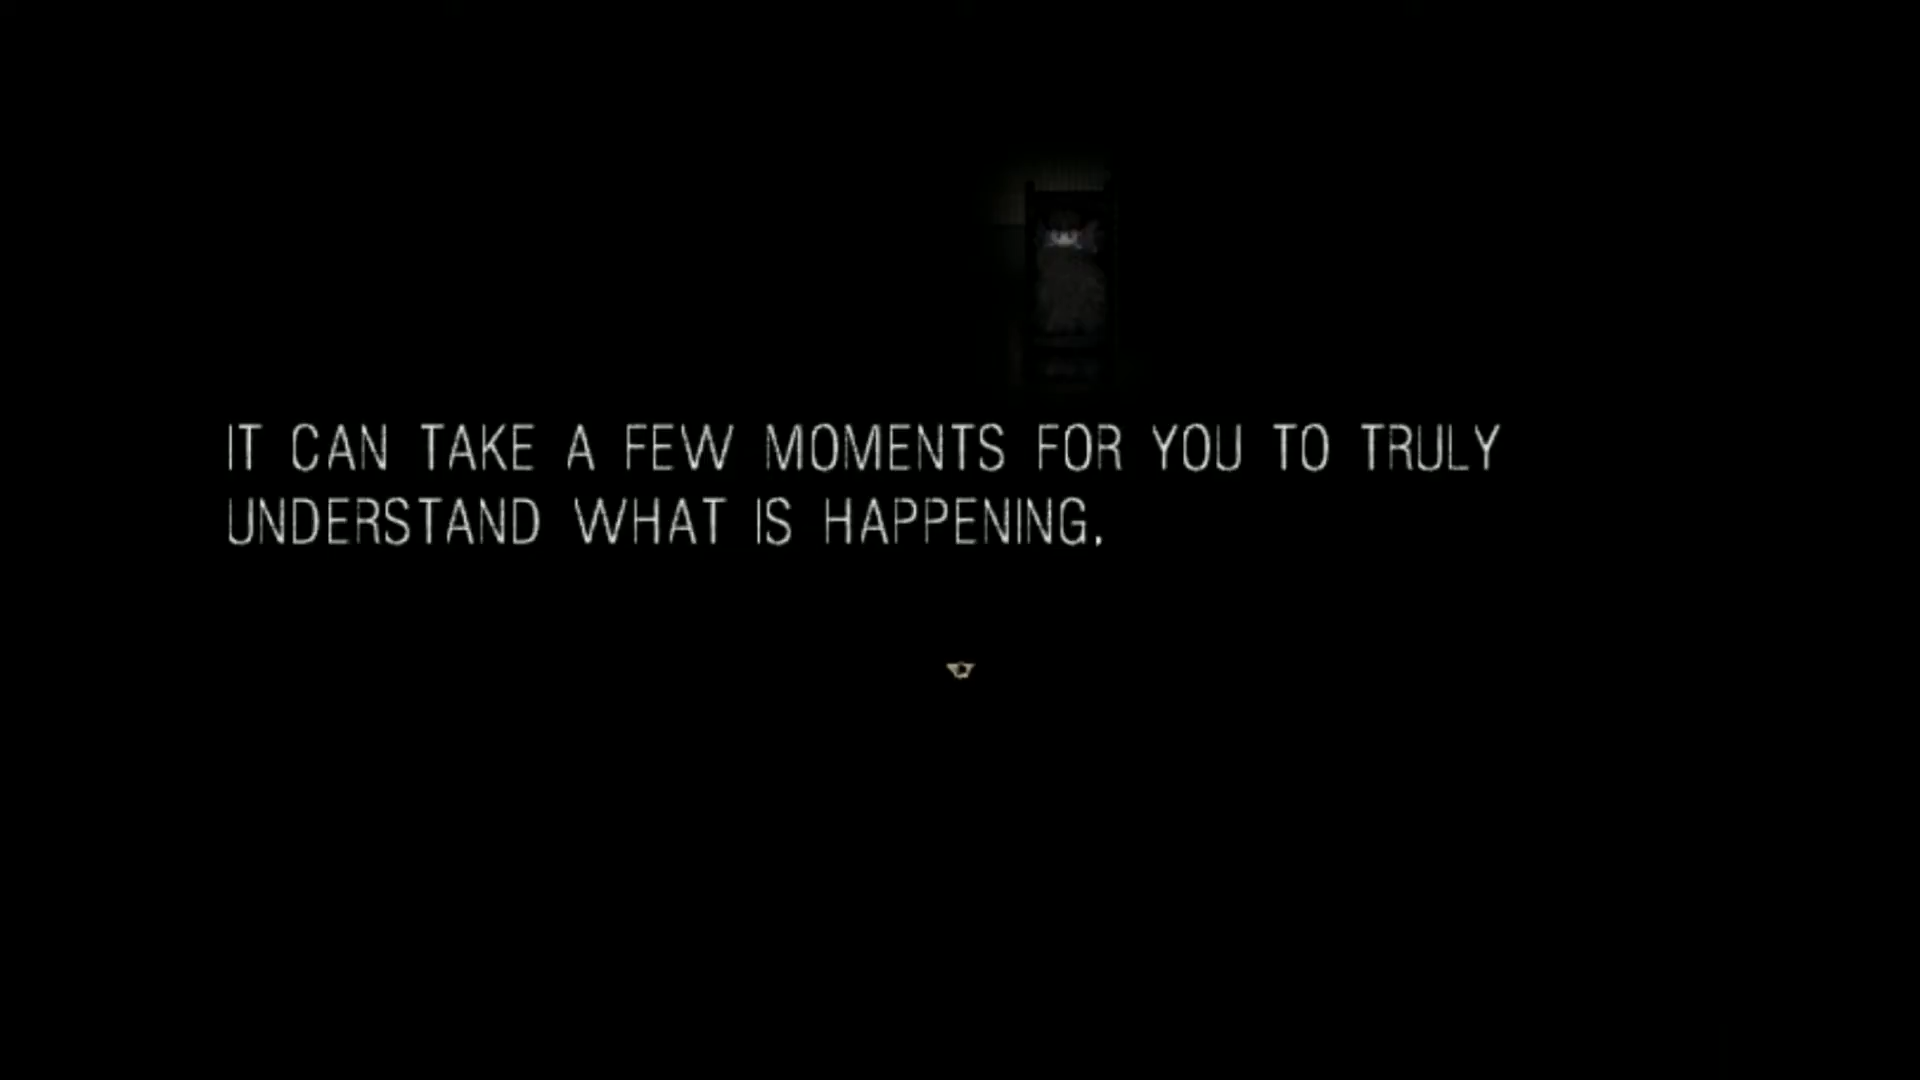 IT CAN TAKE A FEW MOMENTS FOR YOU TO TRULY
UNDERSTAND WHAT IS HAPPENING.